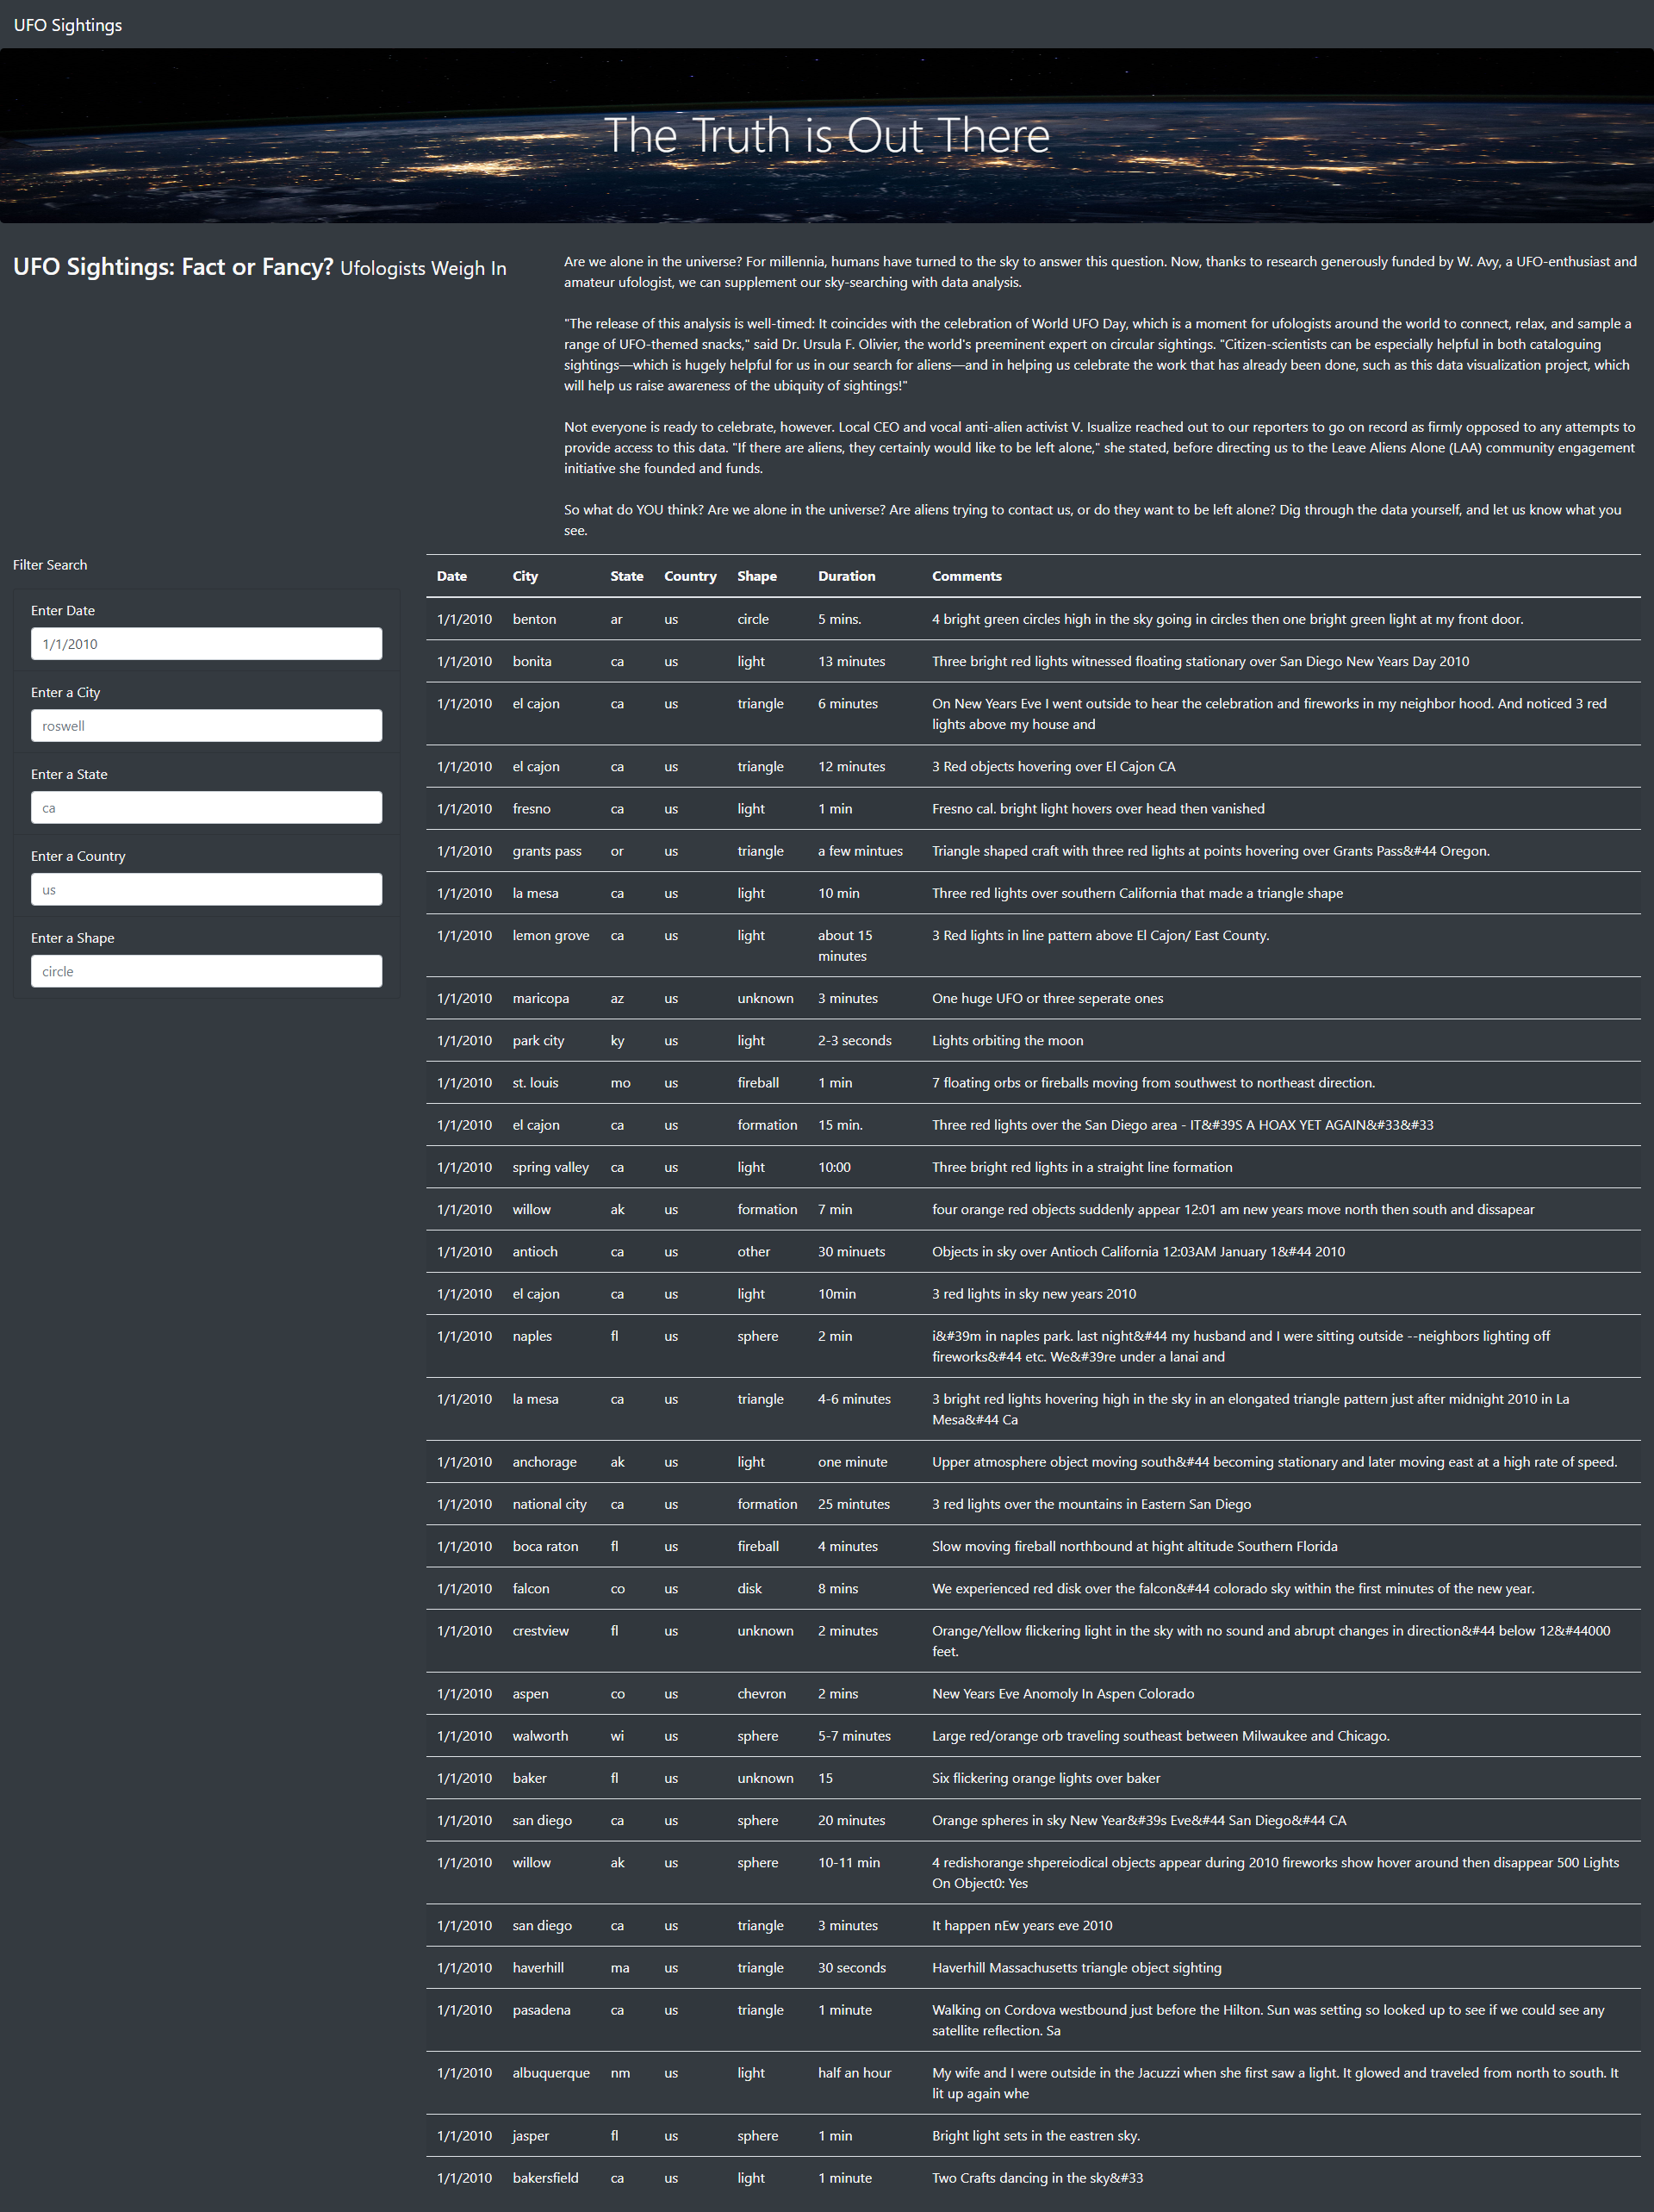 UFO Sightings
The Truth is Out There
UFO Sightings: Fact or Fancy? Ufologists Weigh In
Are we alone in the universe? For millennia, humans have turned to the sky to answer this question. Now, thanks to research generously funded by W. Avy, a UFO-enthusiast and
amateur ufologist, we can supplement our sky-searching with data analysis.
"The release of this analysis is well-timed: It coincides with the celebration of World UFO Day, which is a moment for ufologists around the world to connect, relax, and sample a
range of UFO-themed snacks," said Dr. Ursula F. Olivier, the world's preeminent expert on circular sightings. "Citizen-scientists can be especially helpful in both cataloguing
sightings—which is hugely helpful for us in our search for aliens—and in helping us celebrate the work that has already been done, such as this data visualization project, which
will help us raise awareness of the ubiquity of sightings!"
Not everyone is ready to celebrate, however. Local CEO and vocal anti-alien activist V. Isualize reached out to our reporters to go on record as firmly opposed to any attempts to
provide access to this data. "If there are aliens, they certainly would like to be left alone," she stated, before directing us to the Leave Aliens Alone (LAA) community engagement
initiative she founded and funds.
So what do YOU think? Are we alone in the universe? Are aliens trying to contact us, or do they want to be left alone? Dig through the data yourself, and let us know what you
see.
Filter Search
Enter Date
1/1/2010
Enter a City
roswell
Enter a State
ca
Enter a Country
us
Enter a Shape
circle
Date City State Country Shape Duration Comments
1/1/2010 benton ar us circle 5 mins. 4 bright green circles high in the sky going in circles then one bright green light at my front door.
1/1/2010 bonita ca us light 13 minutes Three bright red lights witnessed floating stationary over San Diego New Years Day 2010
1/1/2010 el cajon ca us triangle 6 minutes On New Years Eve I went outside to hear the celebration and fireworks in my neighbor hood. And noticed 3 red
lights above my house and
1/1/2010 el cajon ca us triangle 12 minutes 3 Red objects hovering over El Cajon CA
1/1/2010 fresno ca us light 1 min Fresno cal. bright light hovers over head then vanished
1/1/2010 grants pass or us triangle a few mintues Triangle shaped craft with three red lights at points hovering over Grants Pass&#44 Oregon.
1/1/2010 la mesa ca us light 10 min Three red lights over southern California that made a triangle shape
1/1/2010 lemon grove ca us light about 15 3 Red lights in line pattern above El Cajon/ East County.
minutes
1/1/2010 maricopa az us unknown 3 minutes One huge UFO or three seperate ones
1/1/2010 park city ky us light 2-3 seconds Lights orbiting the moon
1/1/2010 st. louis mo us fireball 1 min 7 floating orbs or fireballs moving from southwest to northeast direction.
1/1/2010 el cajon ca us formation 15 min. Three red lights over the San Diego area - IT&#39S A HOAX YET AGAIN&#33&#33
1/1/2010 spring valley ca us light 10:00 Three bright red lights in a straight line formation
1/1/2010 willow ak us formation 7 min four orange red objects suddenly appear 12:01 am new years move north then south and dissapear
1/1/2010 antioch ca us other 30 minuets Objects in sky over Antioch California 12:03AM January 1&#44 2010
1/1/2010 el cajon ca us light 10min 3 red lights in sky new years 2010
1/1/2010 naples fl us sphere 2 min i&#39m in naples park. last night&#44 my husband and I were sitting outside --neighbors lighting off
fireworks&#44 etc. We&#39re under a lanai and
1/1/2010 la mesa ca us triangle 4-6 minutes 3 bright red lights hovering high in the sky in an elongated triangle pattern just after midnight 2010 in La
Mesa&#44 Ca
1/1/2010 anchorage ak us light one minute Upper atmosphere object moving south&#44 becoming stationary and later moving east at a high rate of speed.
1/1/2010 national city ca us formation 25 mintutes 3 red lights over the mountains in Eastern San Diego
1/1/2010 boca raton fl us fireball 4 minutes Slow moving fireball northbound at hight altitude Southern Florida
1/1/2010 falcon co us disk 8 mins We experienced red disk over the falcon&#44 colorado sky within the first minutes of the new year.
1/1/2010 crestview fl us unknown 2 minutes Orange/Yellow flickering light in the sky with no sound and abrupt changes in direction&#44 below 12&#44000
feet.
1/1/2010 aspen co us chevron 2 mins New Years Eve Anomoly In Aspen Colorado
1/1/2010 walworth wi us sphere 5-7 minutes Large red/orange orb traveling southeast between Milwaukee and Chicago.
1/1/2010 baker fl us unknown 15 Six flickering orange lights over baker
1/1/2010 san diego ca us sphere 20 minutes Orange spheres in sky New Year&#39s Eve&#44 San Diego&#44 CA
1/1/2010 willow ak us sphere 10-11 min 4 redishorange shpereiodical objects appear during 2010 fireworks show hover around then disappear 500 Lights
On Object0: Yes
1/1/2010 san diego ca us triangle 3 minutes It happen nEw years eve 2010
1/1/2010 haverhill ma us triangle 30 seconds Haverhill Massachusetts triangle object sighting
1/1/2010 pasadena ca us triangle 1 minute Walking on Cordova westbound just before the Hilton. Sun was setting so looked up to see if we could see any
satellite reflection. Sa
1/1/2010 albuquerque nm us light half an hour My wife and I were outside in the Jacuzzi when she first saw a light. It glowed and traveled from north to south. It
lit up again whe
1/1/2010 jasper fl us sphere 1 min Bright light sets in the eastren sky.
1/1/2010 bakersfield ca us light 1 minute Two Crafts dancing in the sky&#33